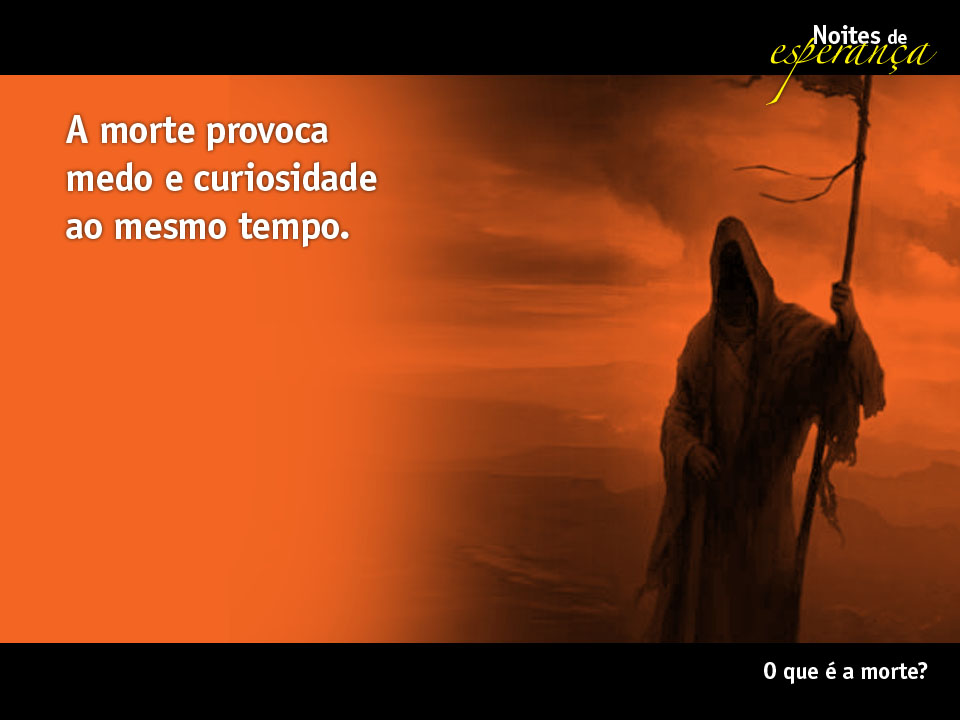 Noites de
esperança
A morte provoca
medo e curiosidade
ao mesmo tempo.
O que é a morte?